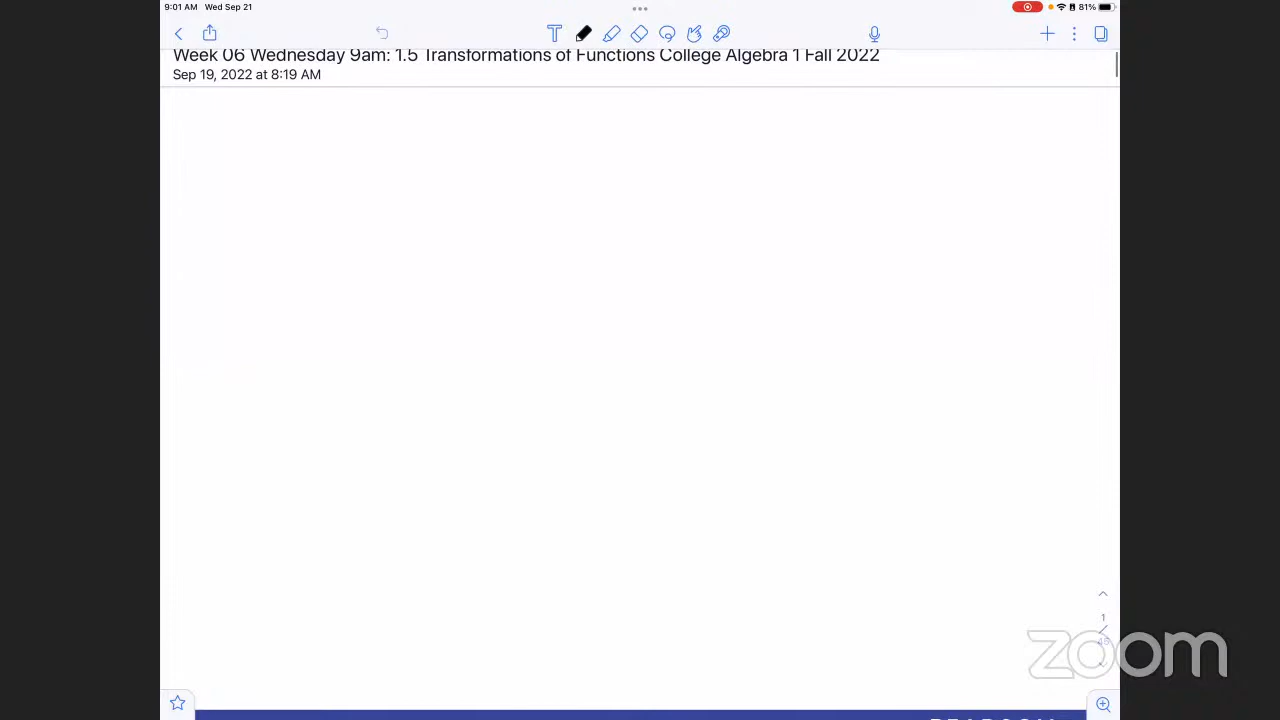 9:01 AM Wed Sep 21
81%
Week 06 Wednesday 9am: 1.5 Transformations of Functions College Algebra 1 Fall 2022
Sep 19, 2022 at 8:19 AM
1
zoom